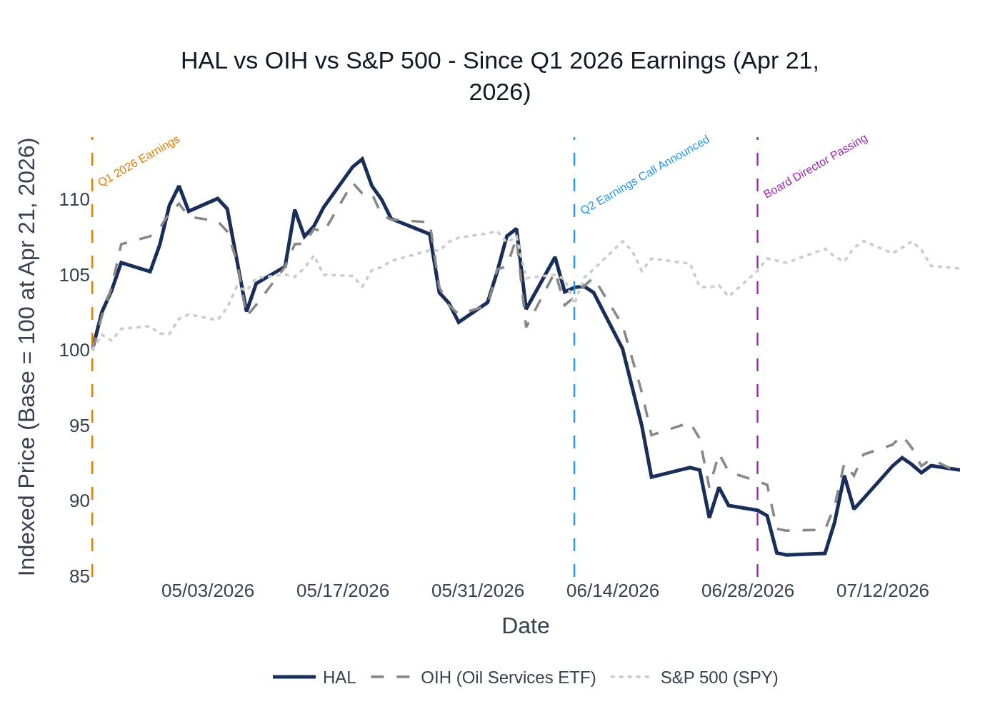 HAL vs OIH vs S&P 500 - Since Q1 2026 Earnings (Apr 21,
2026)
Q1 2026 Earnings
Q2 Earnings Call Announced
Board Director Passing
Indexed Price (Base = 100 at Apr 21, 2026)
110
105
100
95
90
85
05/03/2026
05/17/2026
05/31/2026
06/14/2026
06/28/2026
07/12/2026
Date
HAL
OIH (Oil Services ETF)
S&P 500 (SPY)